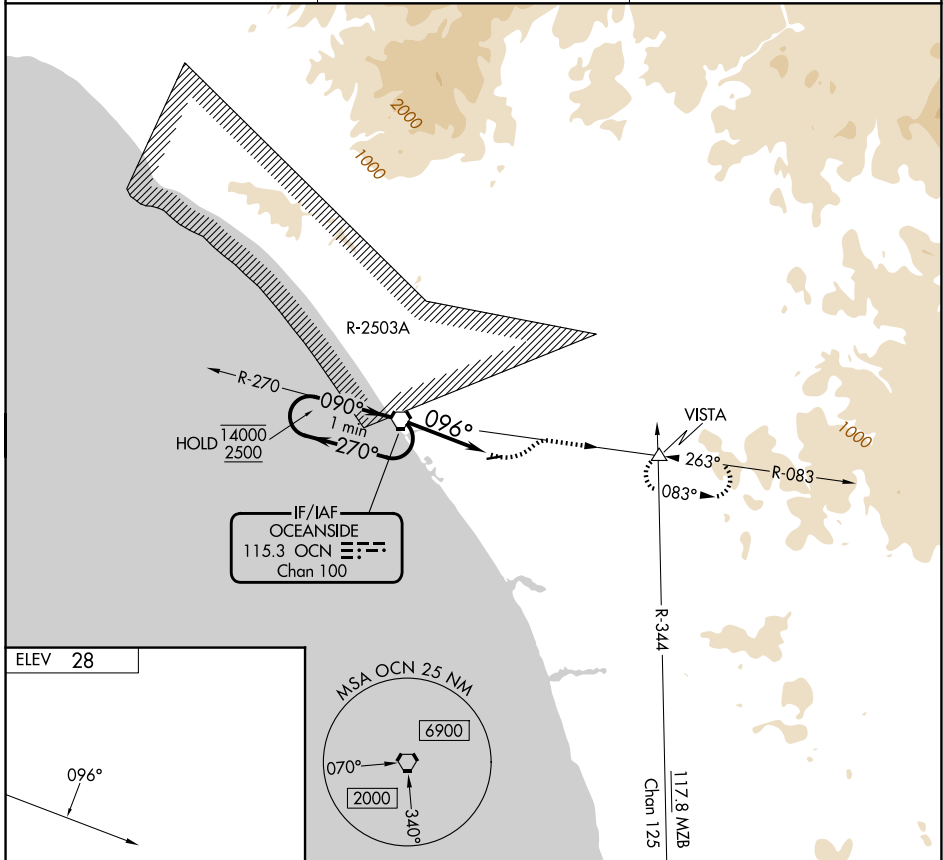 2000
1000
R-2503A
R-270
090°
1 min
270°
HOLD 14000
2500
096°
VISTA
263°
R-083
083°
1000
IF/IAF
OCEANSIDE
115.3 OCN
Chan 100
R-344
117.8 MZB
Chan 125
ELEV 28
096°
MSA OCN 25 NM
6900
070°
2000
340°